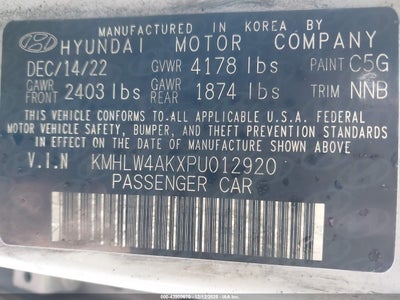 MANUFACTURED IN KOREA BY
HYUNDAI MOTOR COMPANY
DEC/14/22 GVWR 4178 lbs PAINT C5G
GAWR FRONT 2403 lbs GAWR REAR 1874 lbs TRIM NNB
THIS VEHICLE CONFORMS TO ALL APPLICABLE U.S.A. FEDERAL
MOTOR VEHICLE SAFETY, BUMPER, AND THEFT PREVENTION
STANDARDS IN EFFECT ON THE DATE OF MANUFACTURE
SHOWN ABOVE.
V.I.N KMHLW4AKXPU012920
PASSENGER CAR